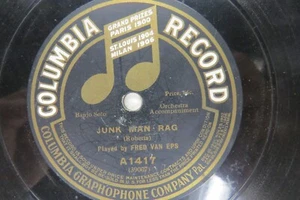 COLUMBIA RECORD
GRAND PRIZES
PARIS 1900
ST. LOUIS 1904
MILAN 1906
Banjo Solo
Orchestra
Accompaniment
JUNK MAN RAG
(Roberts)
Played by FRED VAN EPS
A1417
COLUMBIA GRAPHOPHONE COMPANY